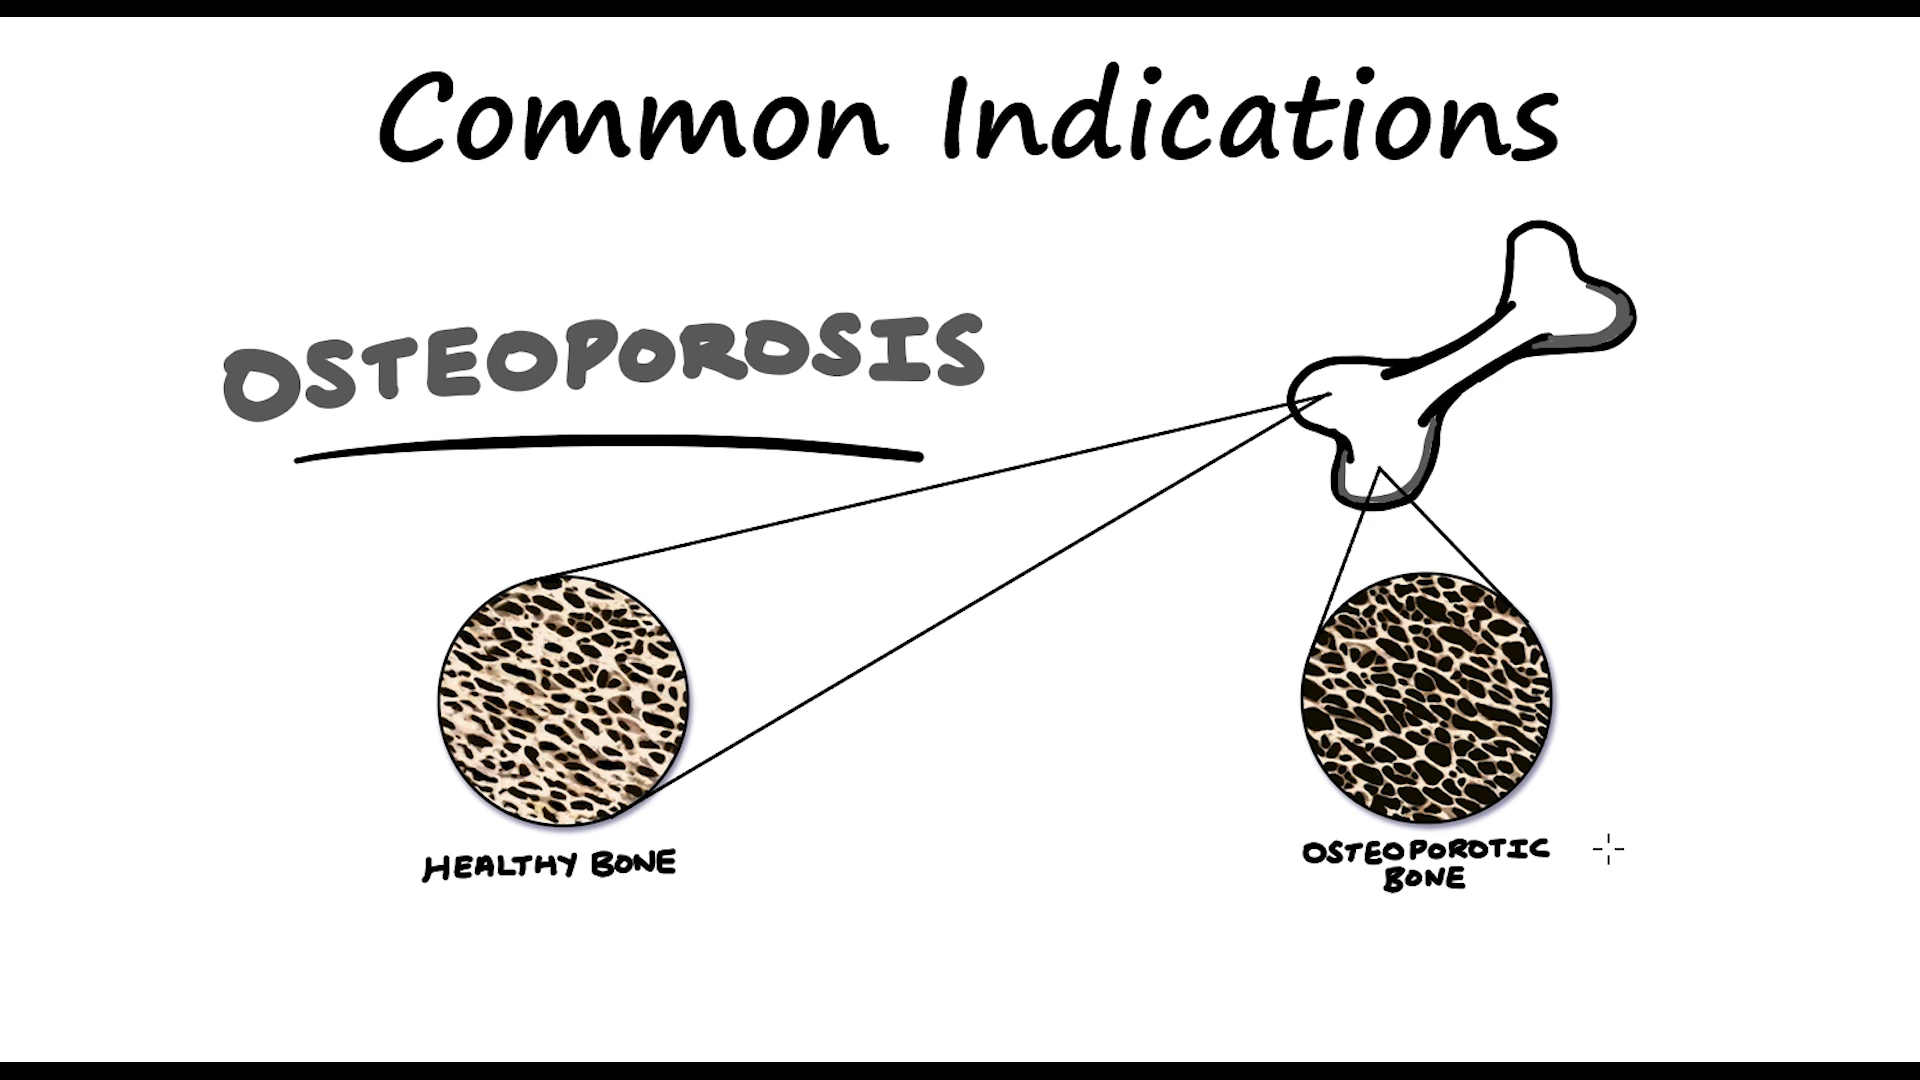 Common Indications
OSTEOPOROSIS
HEALTHY BONE
OSTEOPOROTIC
BONE